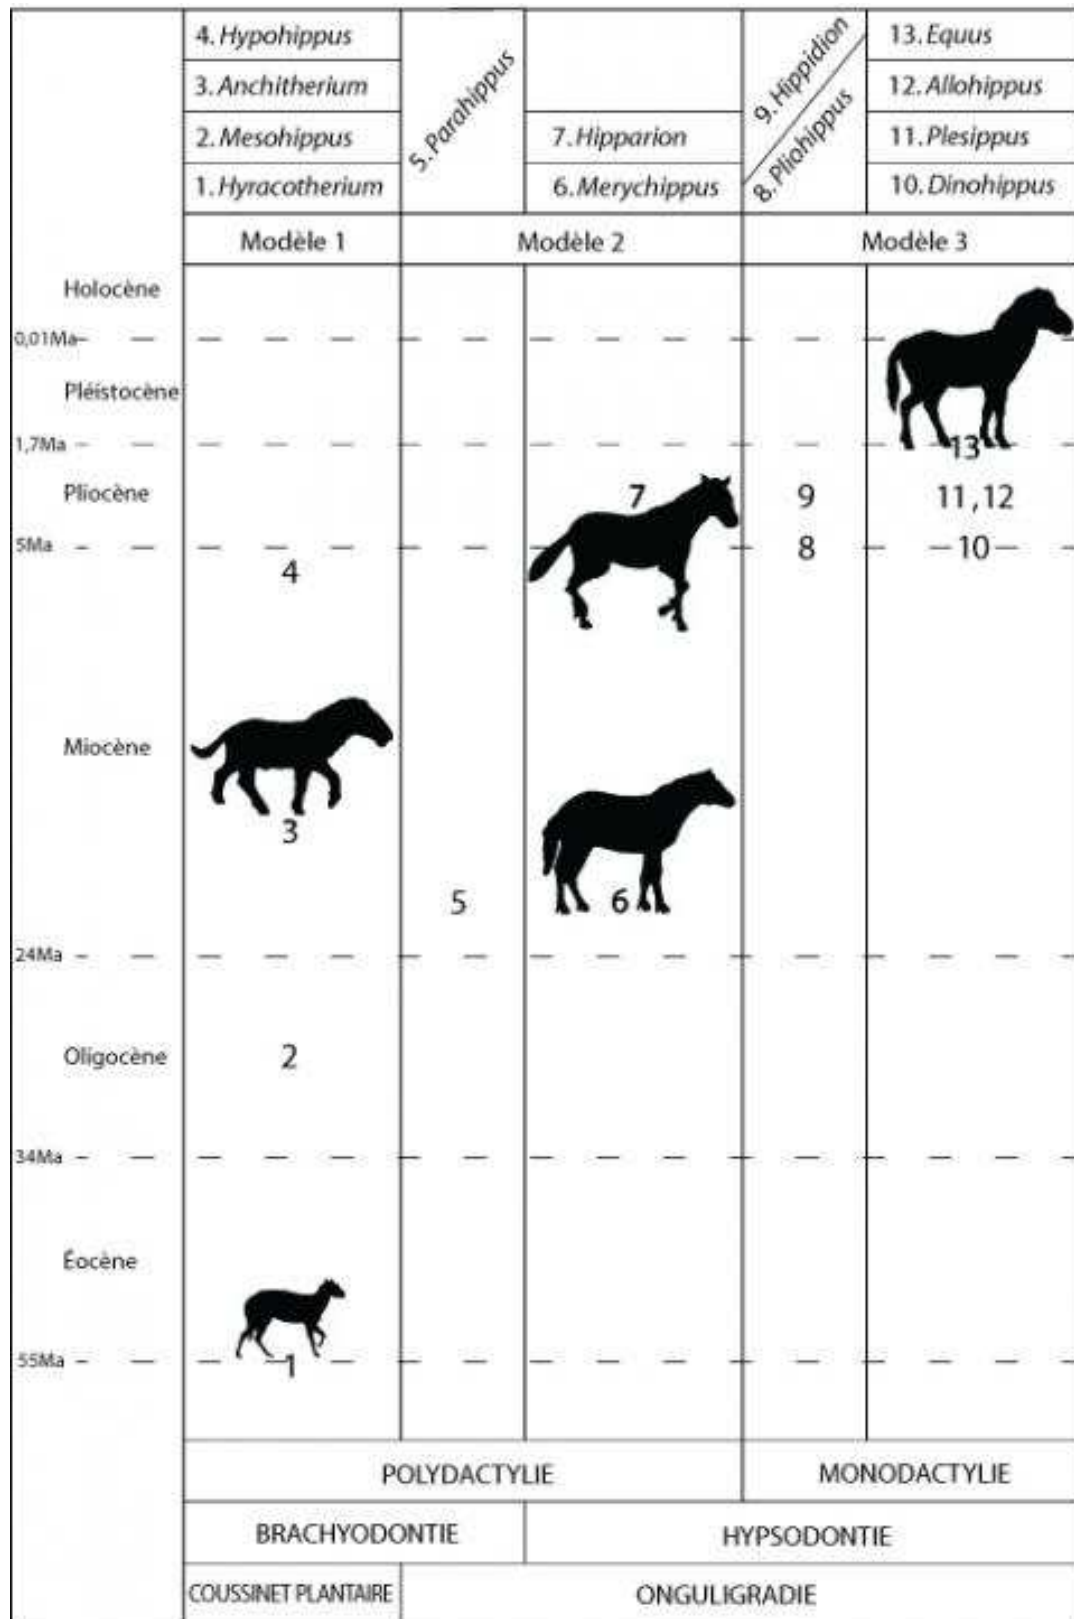 4. Hypohippus
3. Anchitherium
2. Mesohippus
1. Hyracotherium
5. Parahippus
7. Hipparion
6. Merychippus
9. Hippidion
8. Pliohippus
13. Equus
12. Allohippus
11. Plesippus
10. Dinohippus
Modèle 1 Modèle 2 Modèle 3
Holocène
0,01Ma
Pléistocène
1,7Ma
13
Pliocène
7 9 11, 12
5Ma
8 10
4
Miocène
3
5 6
24Ma
Oligocène 2
34Ma
Éocène
55Ma 1
POLYDACTYLIE MONODACTYLIE
BRACHYODONTIE HYPSODONTIE
COUSSINET PLANTAIRE ONGULIGRADIE